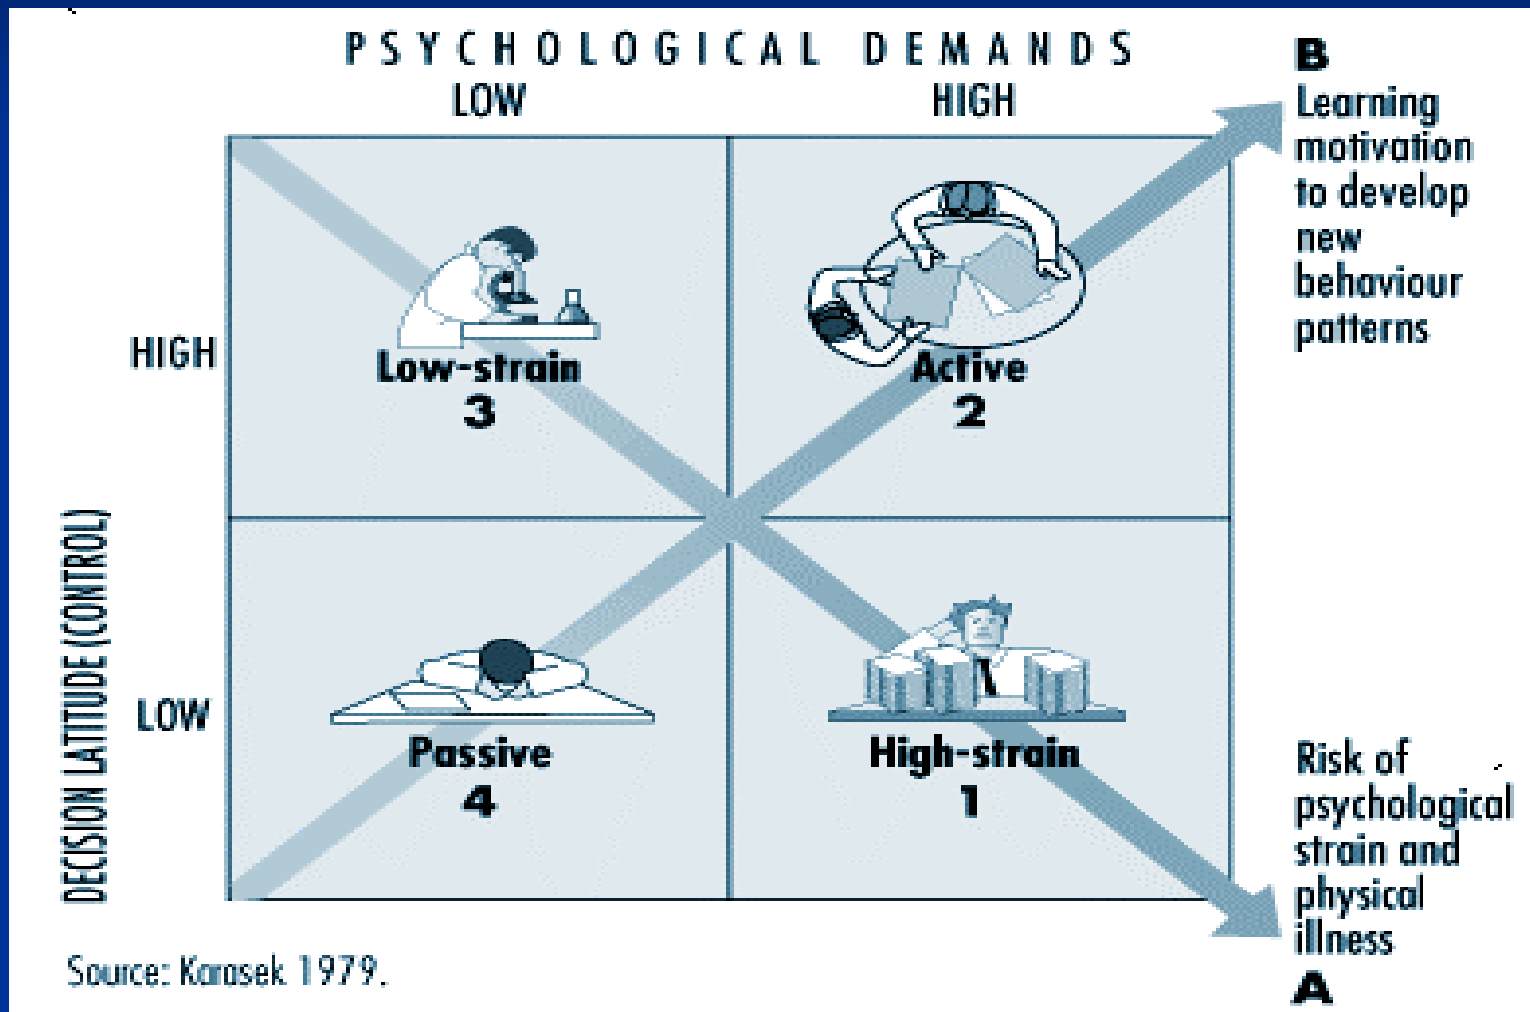 PSYCHOLOGICAL DEMANDS
LOW HIGH
B
Learning
motivation
to develop
new
behaviour
patterns
HIGH
Low-strain
3
Active
2
DECISION LATITUDE (CONTROL)
LOW
Passive
4
High-strain
1
Risk of
psychological
strain and
physical
illness
A
Source: Karasek 1979.